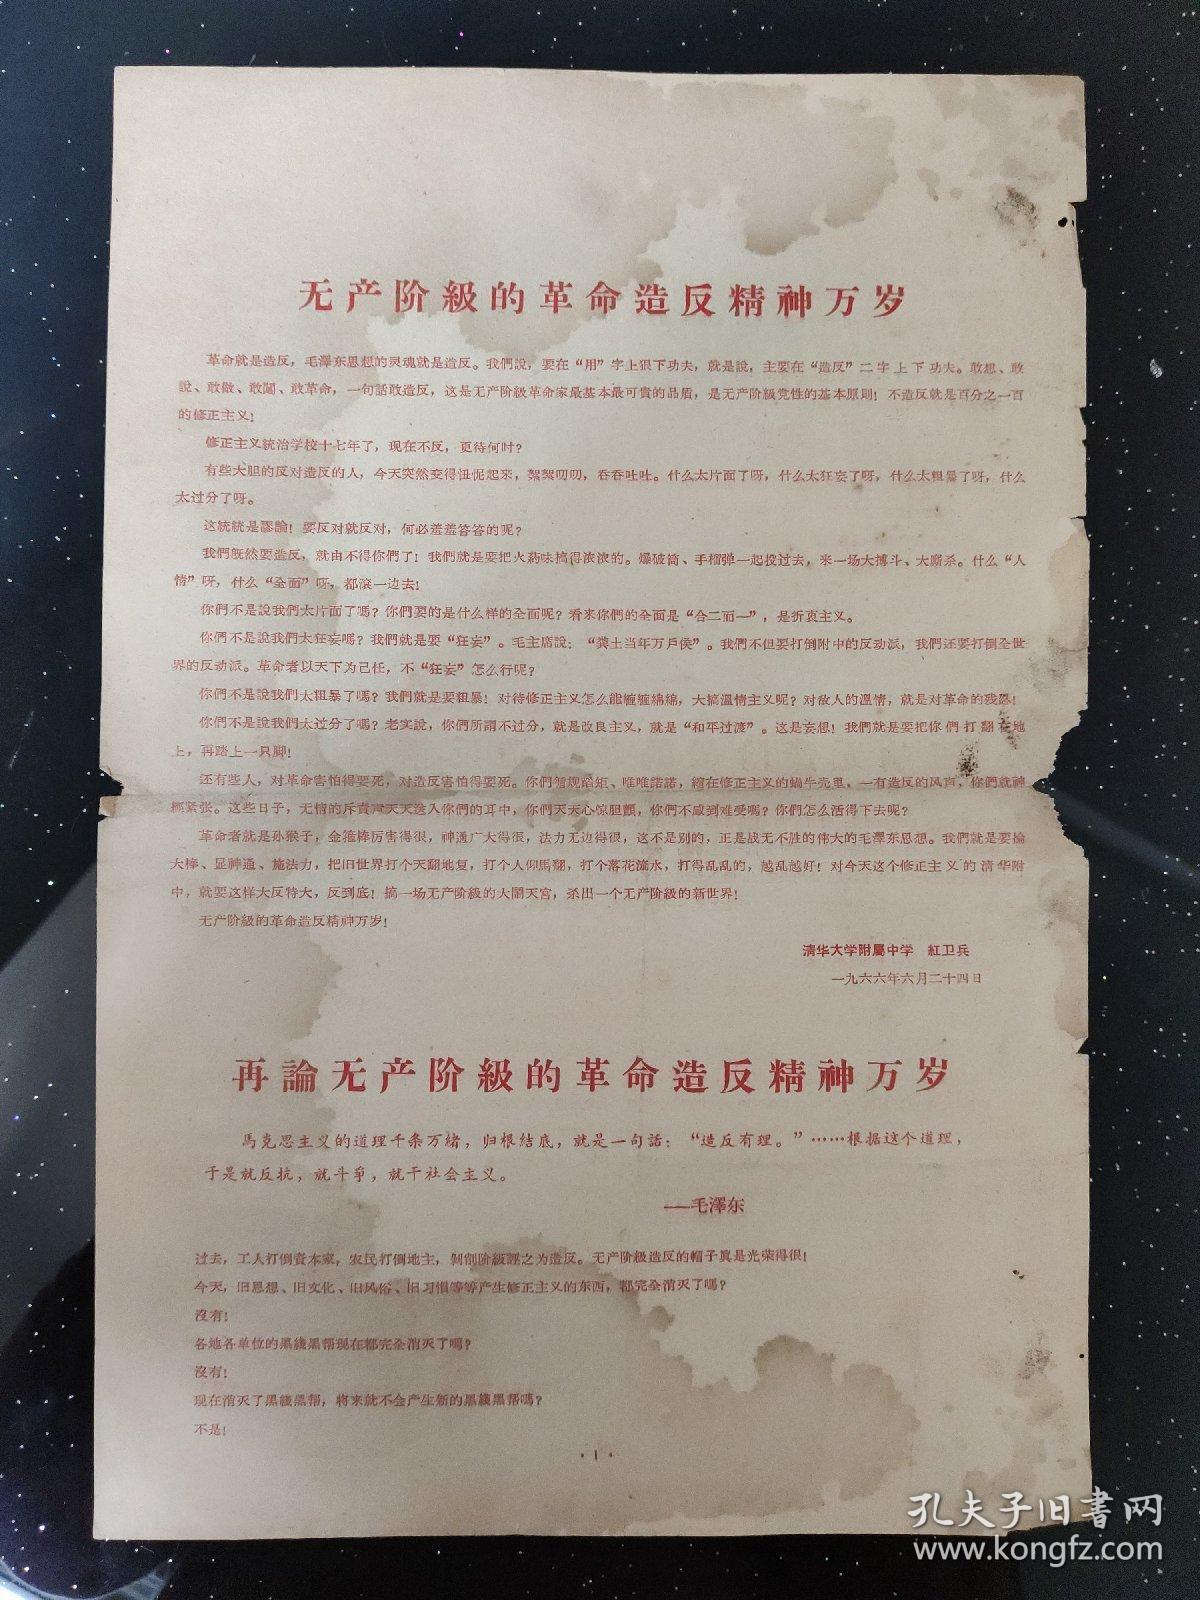 无产阶級的革命造反精神万岁
革命就是造反，毛澤东思想的灵魂就是造反。我們說，要在“用”字上狠下功夫，就是說，主要在“造反”二字上下功夫。敢想、敢
說、敢做、敢闖、敢革命，一句話敢造反，这是无产阶級革命家最基本最可貴的品质，是无产阶級党性的基本原則！不造反就是百分之一百
的修正主义！
修正主义統治学校十七年了，现在不反，更待何时？
有些大胆的反对造反的人，今天突然变得忸怩起来，絮絮叨叨，吞吞吐吐。什么太片面了呀，什么太狂妄了呀，什么太粗暴了呀，什么
太过分了呀。
这統統是謬論！要反对就反对，何必羞羞答答的呢？
我們既然要造反，就由不得你們了！我們就是要把火药味搞得浓浓的。爆破筒、手榴弹一起投过去，来一场大搏斗、大厮杀。什么“人
情”呀，什么“全面”呀，都滾一边去！
你們不是說我們太片面了嗎？你們要的是什么样的全面呢？看来你們的全面是“合二而一”，是折衷主义。
你們不是說我們太狂妄嗎？我們就是要“狂妄”。毛主席說：“粪土当年万戶侯”。我們不但要打倒附中的反动派，我們还要打倒全世
界的反动派。革命者以天下为己任，不“狂妄”怎么行呢？
你們不是說我們太粗暴了嗎？我們就是要粗暴！对待修正主义怎么能缠缠綿綿，大搞溫情主义呢？对敌人的溫情，就是对革命的残忍！
你們不是說我們太过分了嗎？老实說，你們所謂不过分，就是改良主义，就是“和平过渡”。这是妄想！我們就是要把你們打翻在地
上，再踏上一只脚！
还有些人，对革命害怕得要死，对造反害怕得要死。你們循规蹈矩、唯唯諾諾，縮在修正主义的蝸牛壳里，一有造反的风声，你們就神
經紧张。这些日子，无情的斥責声天天送入你們的耳中，你們天天心惊胆顫，你們不感到难受嗎？你們怎么活得下去呢？
革命者就是孙猴子，金箍棒厉害得很，神通广大得很，法力无边得很，这不是别的，正是战无不胜的伟大的毛澤东思想。我們就是要掄
大棒、显神通、施法力，把旧世界打个天翻地复，打个人仰馬翻，打个落花流水，打得乱乱的，越乱越好！对今天这个修正主义的清华附
中，就要这样大反特大，反到底！搞一场无产阶級的大鬧天宫，杀出一个无产阶級的新世界！
无产阶級的革命造反精神万岁！
清华大学附屬中学　紅卫兵
一九六六年六月二十四日
再論无产阶級的革命造反精神万岁
馬克思主义的道理千条万緒，归根結底，就是一句話：“造反有理。”……根据这个道理，
于是就反抗，就斗爭，就干社会主义。
——毛澤东
过去，工人打倒資本家，农民打倒地主，剝削阶級誣之为造反。无产阶級造反的帽子真是光荣得很！
今天，旧思想、旧文化、旧风俗、旧习惯等等产生修正主义的东西，都完全消灭了嗎？
沒有！
各地各单位的黑綫黑帮现在都完全消灭了嗎？
沒有！
现在消灭了黑綫黑帮，将来就不会产生新的黑綫黑帮嗎？
不是！
·1·
孔夫子旧書网
www.kongfz.com